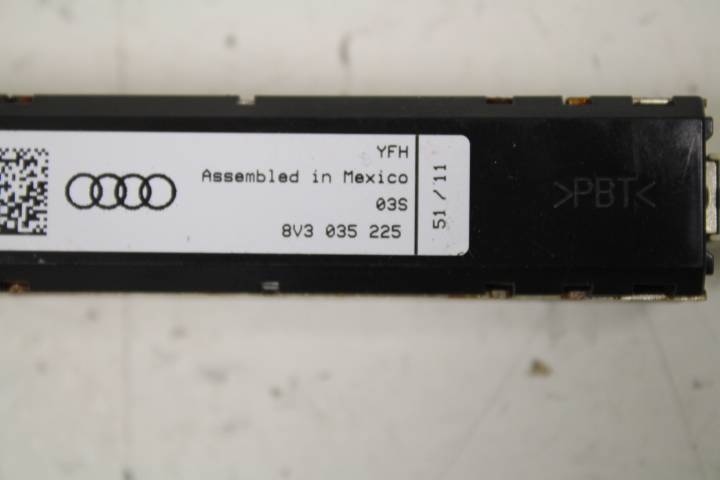 YFH
Assembled in Mexico
03S
8V3 035 225
51/11
>PBT<